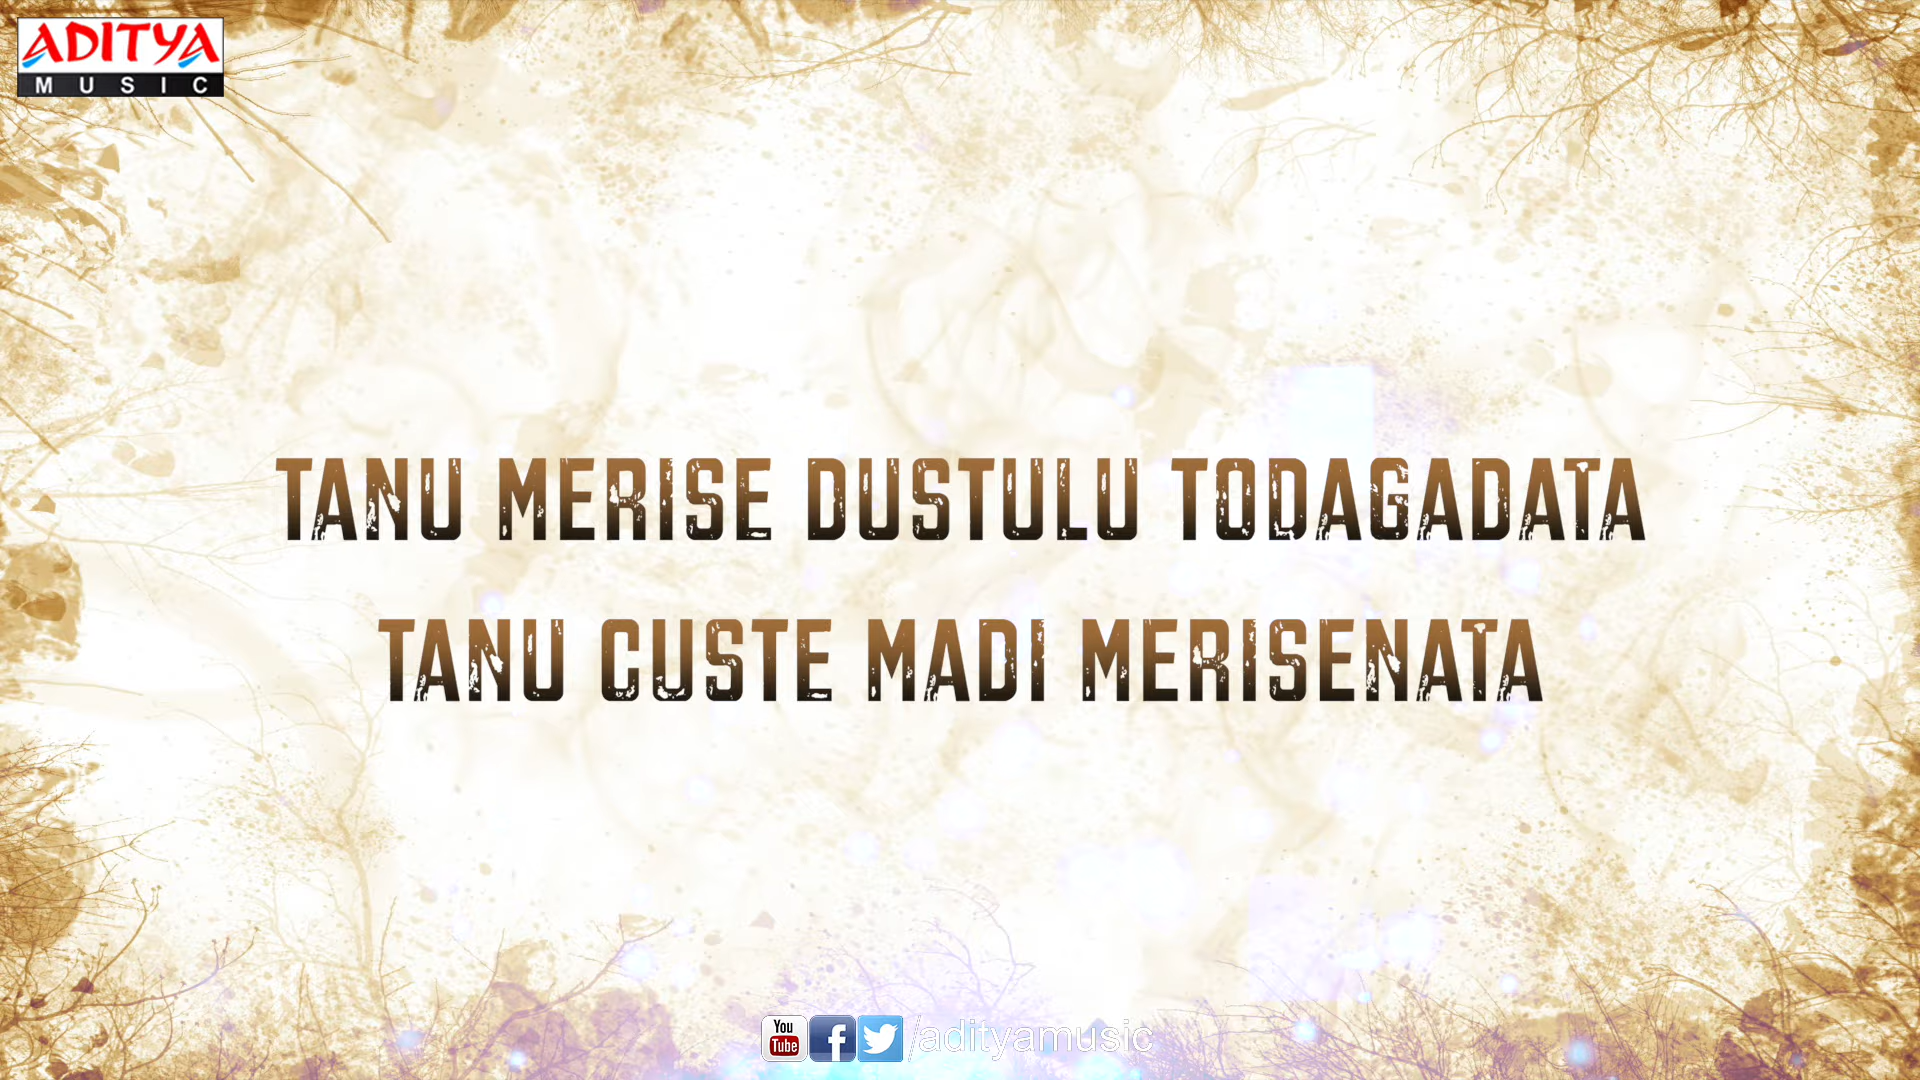 ADITYA
MUSIC
TANU MERISE DUSTULU TODAGADATA
TANU CUSTE MADI MERISENATA
You Tube f /adityamusic